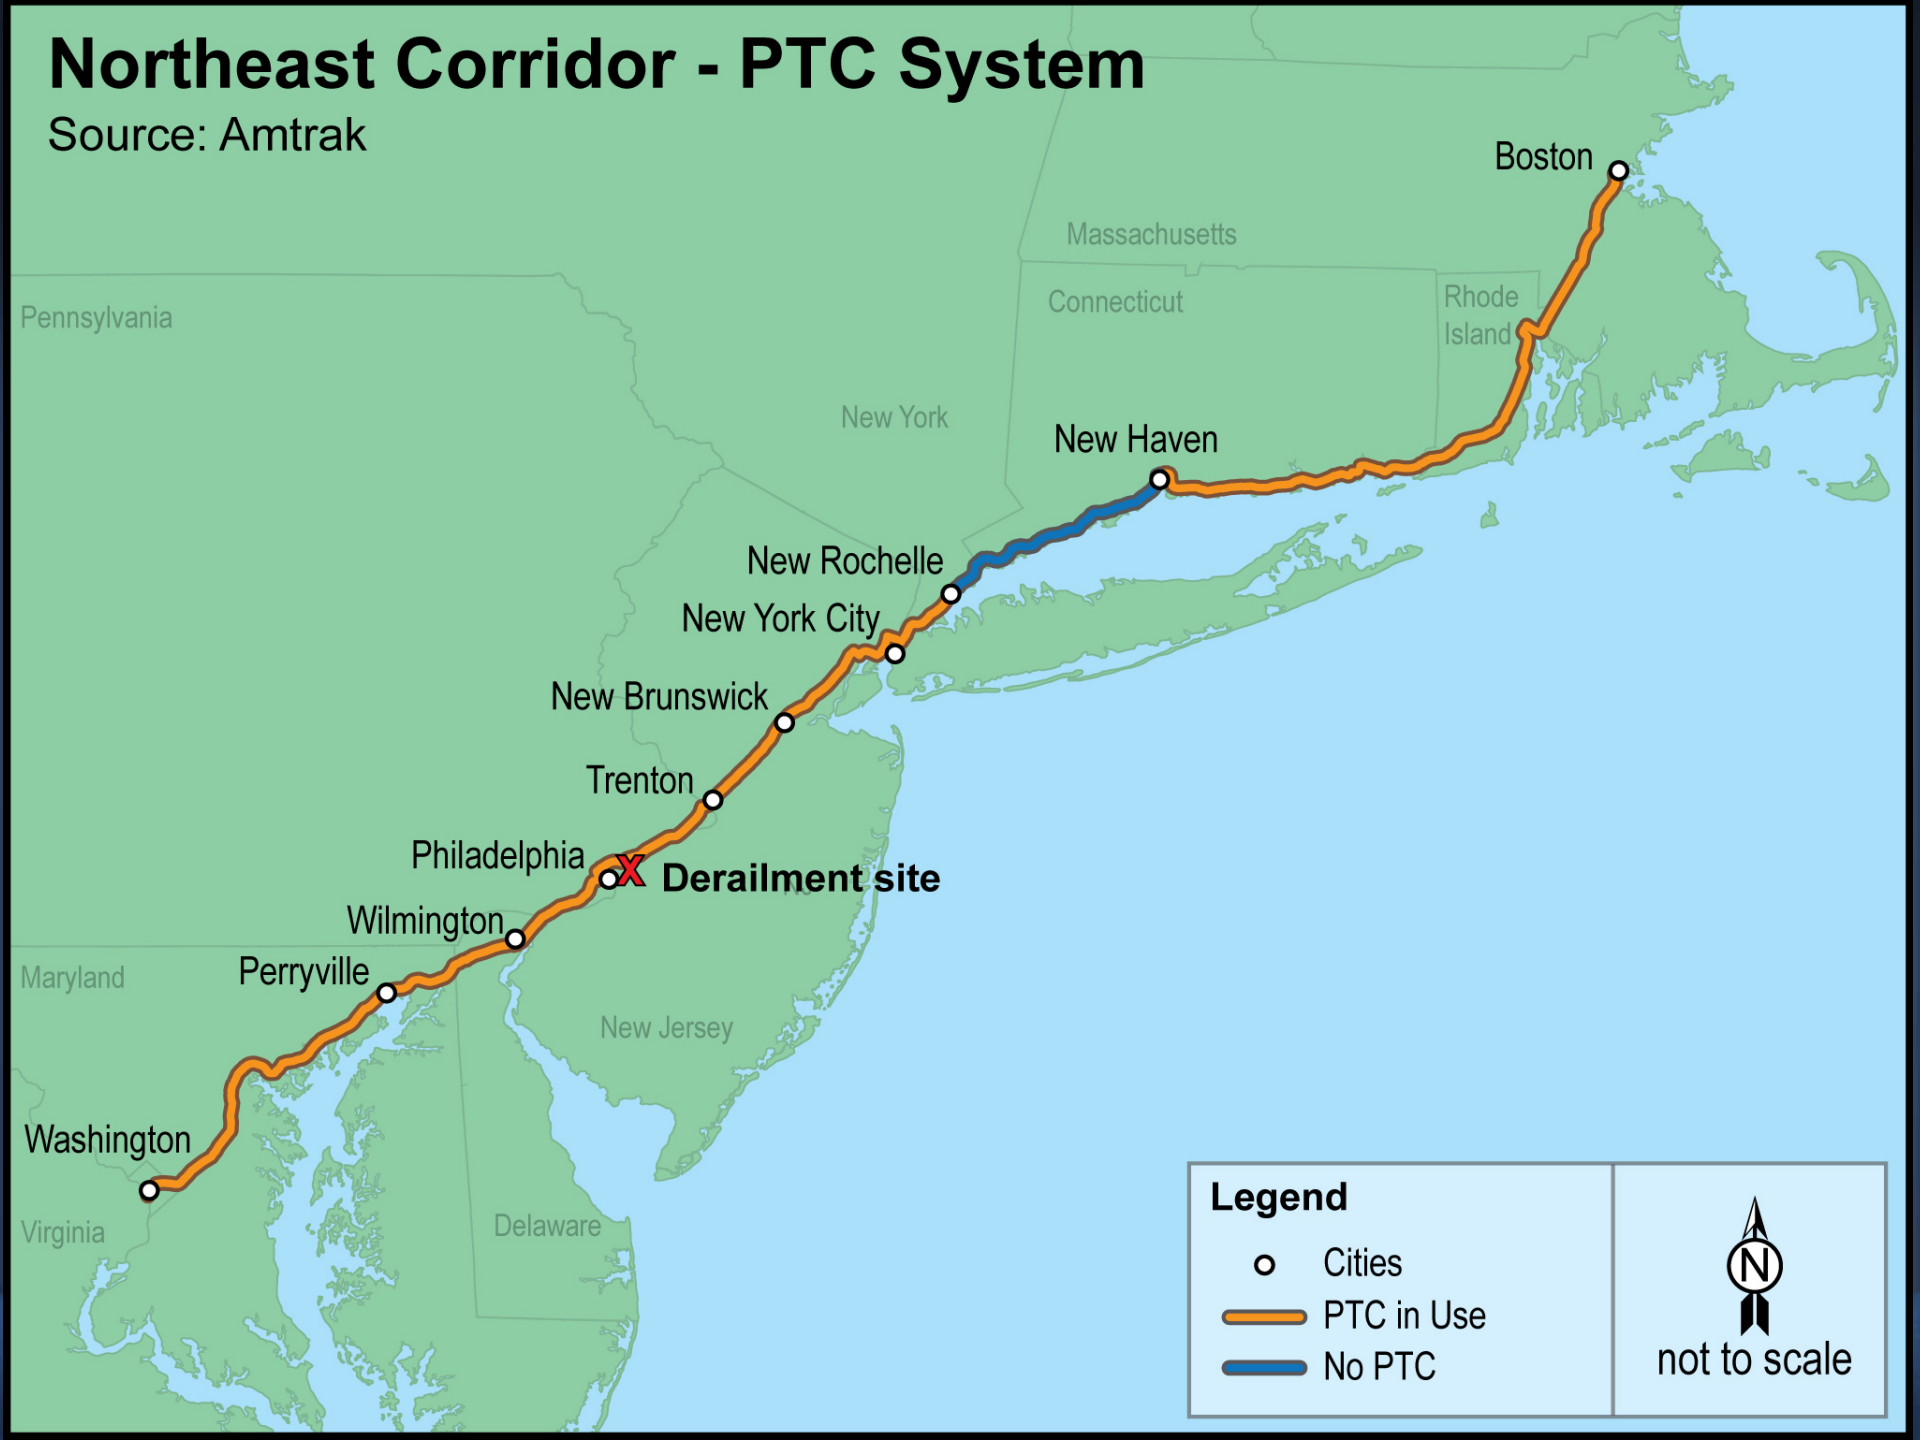 Northeast Corridor - PTC System
Source: Amtrak
Boston
Massachusetts
Connecticut
Rhode
Island
Pennsylvania
New York
New Haven
New Rochelle
New York City
New Brunswick
Trenton
Philadelphia
X
Derailment site
Wilmington
Perryville
Maryland
New Jersey
Washington
Virginia
Delaware
Legend
Cities
PTC in Use
No PTC
N
not to scale